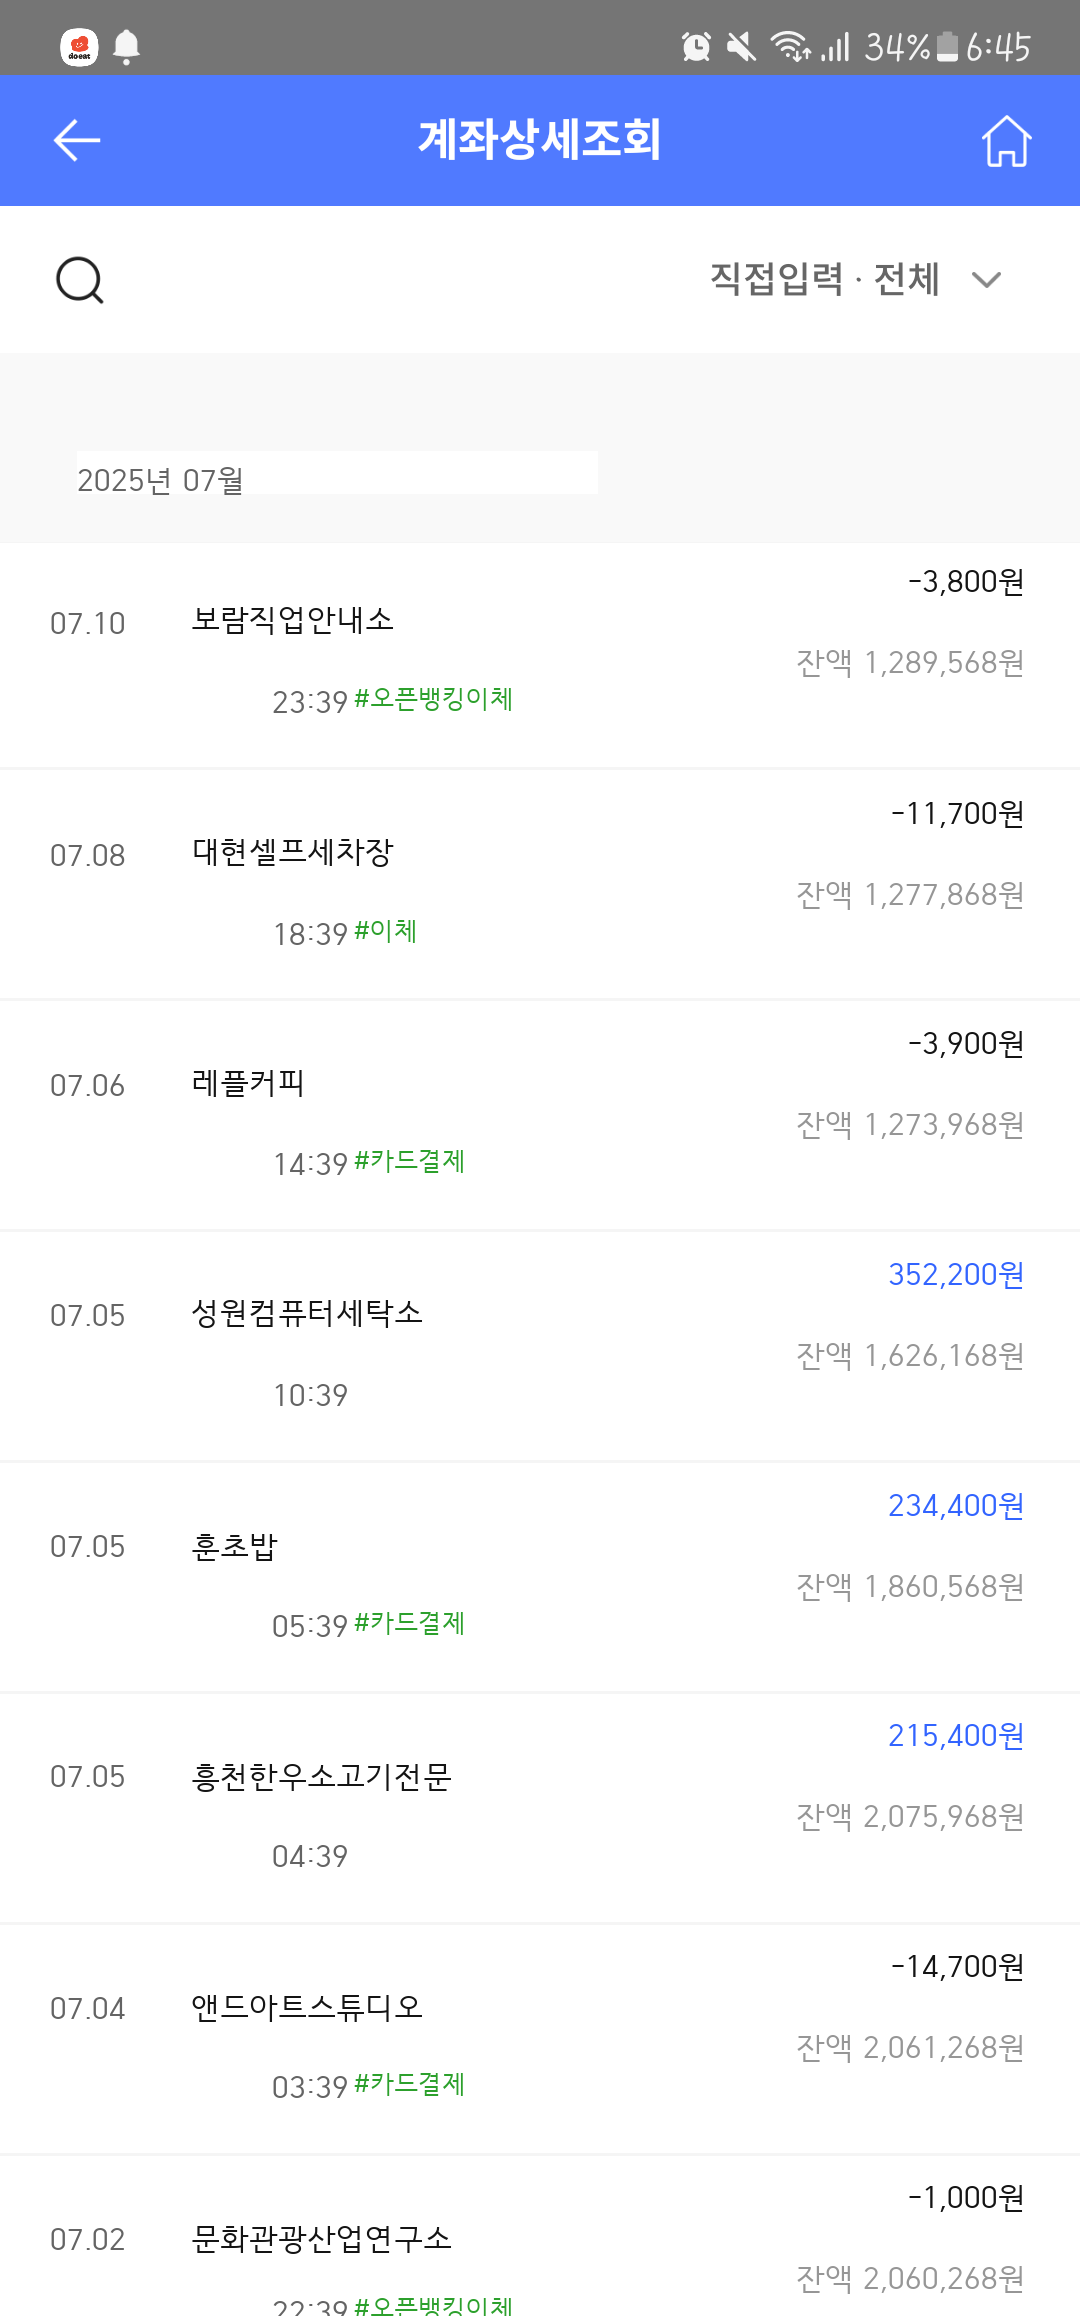 doeat
34% 6:45
계좌상세조회
직접입력 · 전체
2025년 07월
-3,800원
07.10 보람직업안내소
잔액 1,289,568원
23:39 #오픈뱅킹이체
-11,700원
07.08 대현셀프세차장
잔액 1,277,868원
18:39 #이체
-3,900원
07.06 레플커피
잔액 1,273,968원
14:39 #카드결제
352,200원
07.05 성원컴퓨터세탁소
잔액 1,626,168원
10:39
234,400원
07.05 훈초밥
잔액 1,860,568원
05:39 #카드결제
215,400원
07.05 흥천한우소고기전문
잔액 2,075,968원
04:39
-14,700원
07.04 앤드아트스튜디오
잔액 2,061,268원
03:39 #카드결제
-1,000원
07.02 문화관광산업연구소
잔액 2,060,268원
22:39 #오픈뱅킹이체